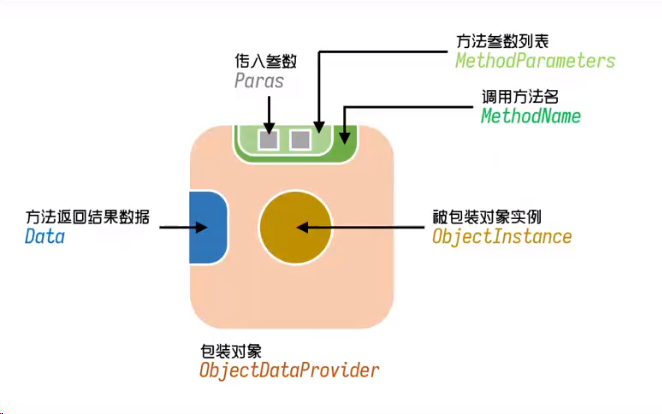 方法参数列表
MethodParameters
传入参数
Paras
调用方法名
MethodName
方法返回结果数据
Data
被包装对象实例
ObjectInstance
包装对象
ObjectDataProvider